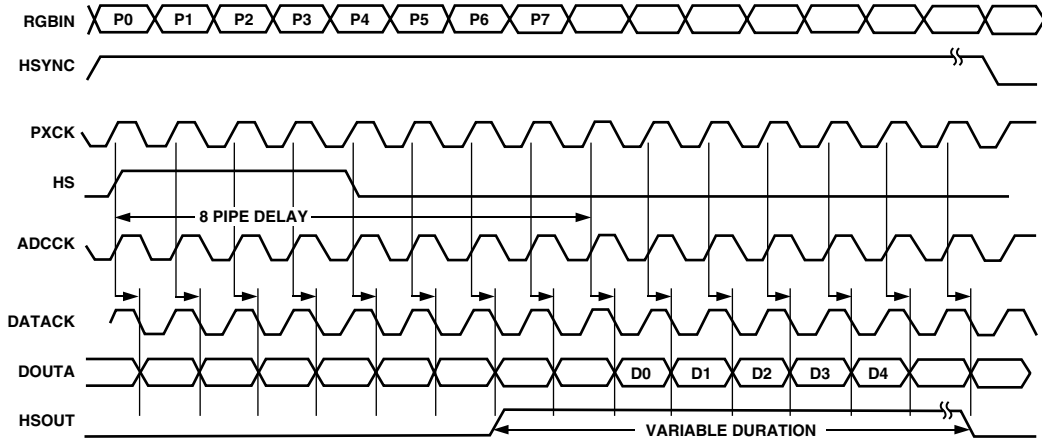 RGBIN P0 P1 P2 P3 P4 P5 P6 P7
HSYNC
PXCK
HS
8 PIPE DELAY
ADCCK
DATACK
DOUTA D0 D1 D2 D3 D4
HSOUT
VARIABLE DURATION